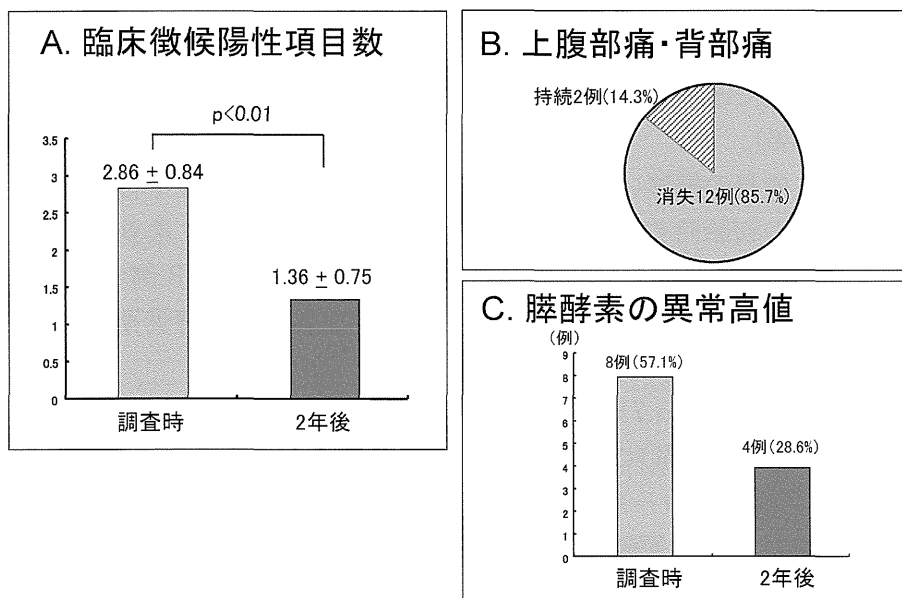 A. 臨床徴候陽性項目数
p<0.01
3.5
3
2.5
2
1.5
1
0.5
0
2.86 ± 0.84
1.36 ± 0.75
調査時
2年後
B. 上腹部痛・背部痛
持続2例(14.3%)
消失12例(85.7%)
C. 膵酵素の異常高値
(例)
9
8
7
6
5
4
3
2
1
0
8例(57.1%)
4例(28.6%)
調査時
2年後